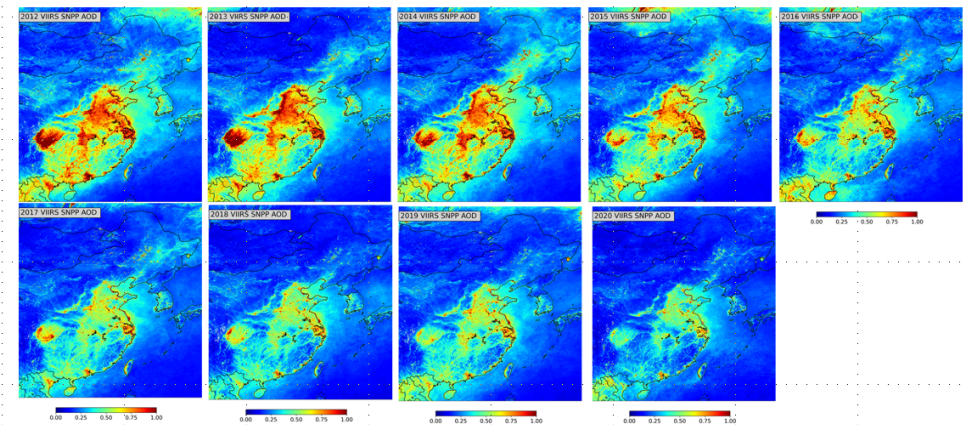 2012 VIIRS SNPP AOD
2013 VIIRS SNPP AOD
2014 VIIRS SNPP AOD
2015 VIIRS SNPP AOD
2016 VIIRS SNPP AOD
0.00 0.25 0.50 0.75 1.00
2017 VIIRS SNPP AOD
2018 VIIRS SNPP AOD
2019 VIIRS SNPP AOD
2020 VIIRS SNPP AOD
0.00 0.25 0.50 0.75 1.00
0.00 0.25 0.50 0.75 1.00
0.00 0.25 0.50 0.75 1.00
0.00 0.25 0.50 0.75 1.00